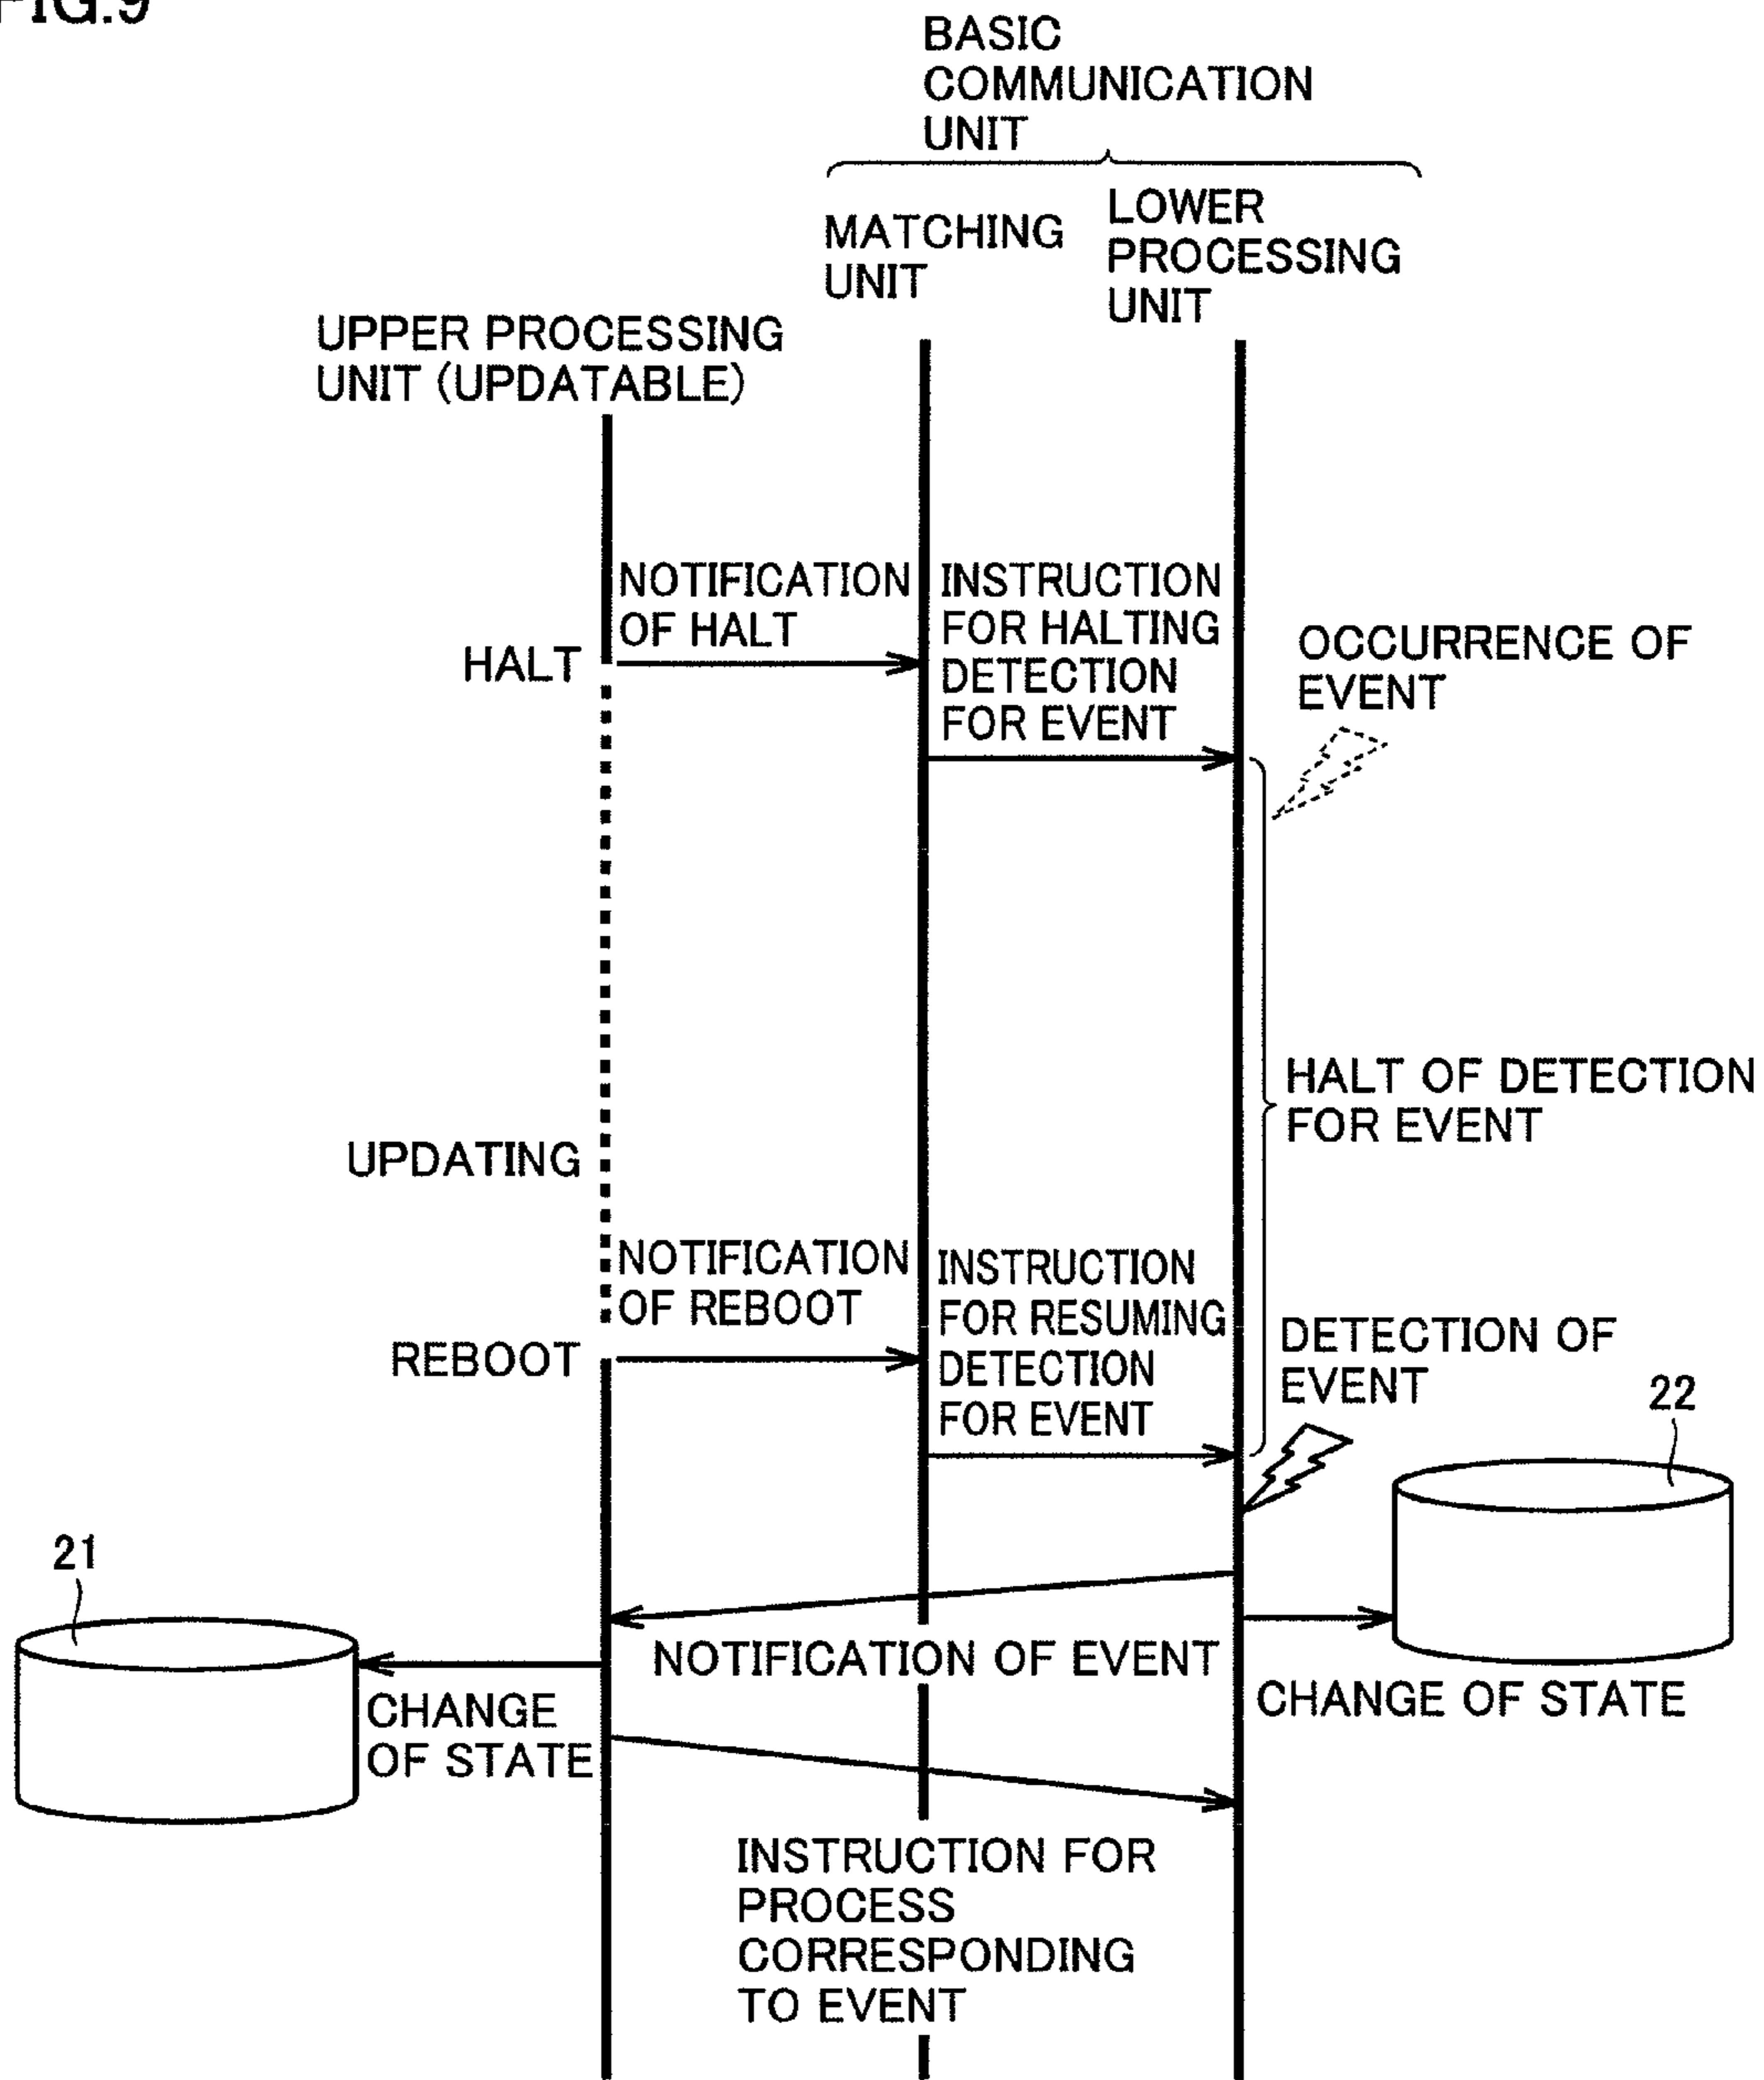 FIG.9
BASIC
COMMUNICATION
UNIT
MATCHING
UNIT
LOWER
PROCESSING
UNIT
UPPER PROCESSING
UNIT (UPDATABLE)
NOTIFICATION
OF HALT
INSTRUCTION
FOR HALTING
DETECTION
FOR EVENT
HALT
OCCURRENCE OF
EVENT
HALT OF DETECTION
FOR EVENT
UPDATING
NOTIFICATION
OF REBOOT
INSTRUCTION
FOR RESUMING
DETECTION
FOR EVENT
REBOOT
DETECTION OF
EVENT
22
21
NOTIFICATION OF EVENT
CHANGE OF STATE
CHANGE
OF STATE
INSTRUCTION FOR
PROCESS
CORRESPONDING
TO EVENT